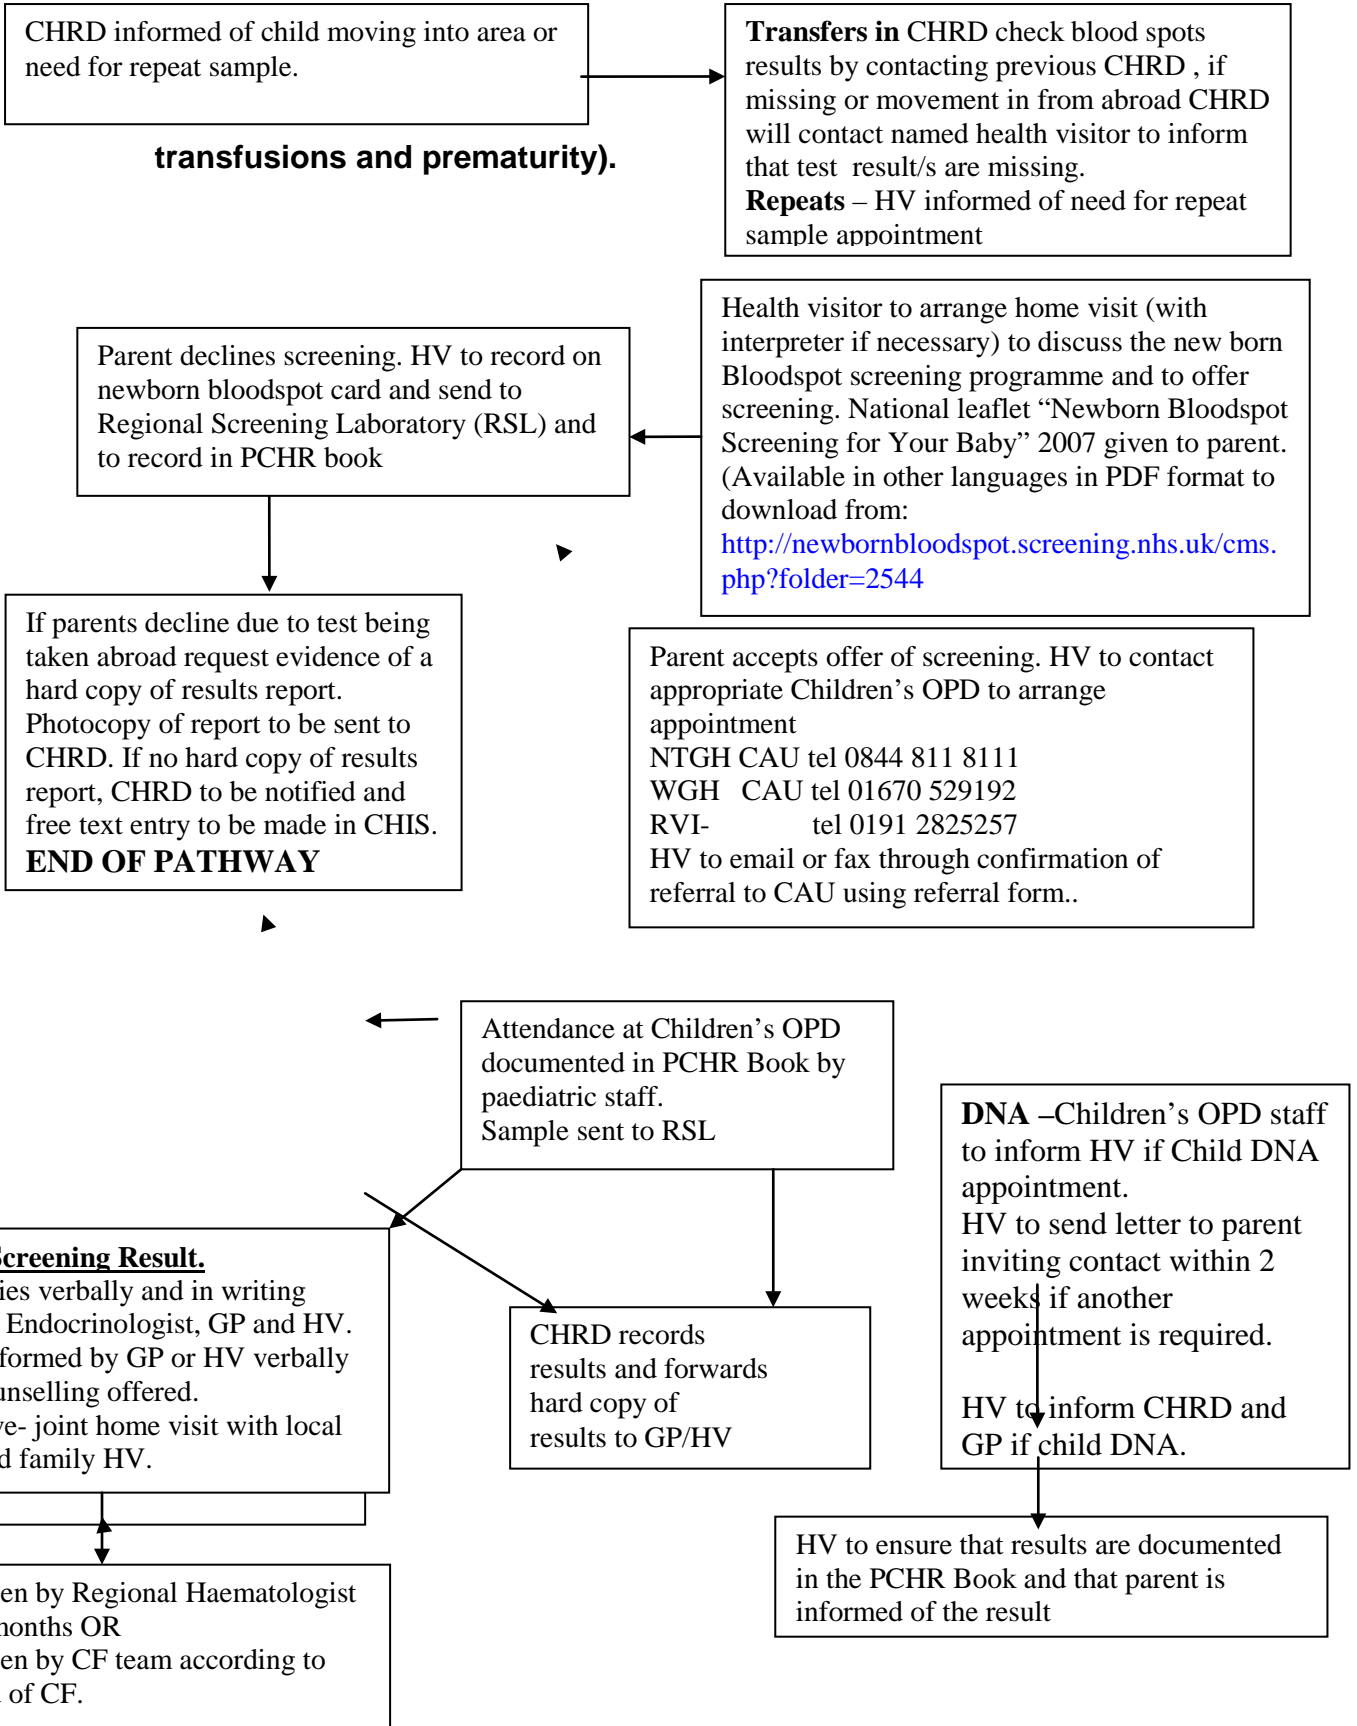 CHRD informed of child moving into area or
need for repeat sample.
Transfers in CHRD check blood spots
results by contacting previous CHRD , if
missing or movement in from abroad CHRD
will contact named health visitor to inform
that test result/s are missing.
Repeats – HV informed of need for repeat
sample appointment
transfusions and prematurity).
Health visitor to arrange home visit (with
interpreter if necessary) to discuss the new born
Bloodspot screening programme and to offer
screening. National leaflet “Newborn Bloodspot
Screening for Your Baby” 2007 given to parent.
(Available in other languages in PDF format to
download from:
http://newbornbloodspot.screening.nhs.uk/cms.
php?folder=2544
Parent declines screening. HV to record on
newborn bloodspot card and send to
Regional Screening Laboratory (RSL) and
to record in PCHR book
If parents decline due to test being
taken abroad request evidence of a
hard copy of results report.
Photocopy of report to be sent to
CHRD. If no hard copy of results
report, CHRD to be notified and
free text entry to be made in CHIS.
END OF PATHWAY
Parent accepts offer of screening. HV to contact
appropriate Children’s OPD to arrange
appointment
NTGH CAU tel 0844 811 8111
WGH CAU tel 01670 529192
RVI- tel 0191 2825257
HV to email or fax through confirmation of
referral to CAU using referral form..
Attendance at Children’s OPD
documented in PCHR Book by
paediatric staff.
Sample sent to RSL
DNA –Children’s OPD staff
to inform HV if Child DNA
appointment.
HV to send letter to parent
inviting contact within 2
weeks if another
appointment is required.
HV to inform CHRD and
GP if child DNA.
Screening Result.
ies verbally and in writing
Endocrinologist, GP and HV.
formed by GP or HV verbally
unselling offered.
ve- joint home visit with local
d family HV.
CHRD records
results and forwards
hard copy of
results to GP/HV
HV to ensure that results are documented
in the PCHR Book and that parent is
informed of the result
en by Regional Haematologist
months OR
en by CF team according to
of CF.